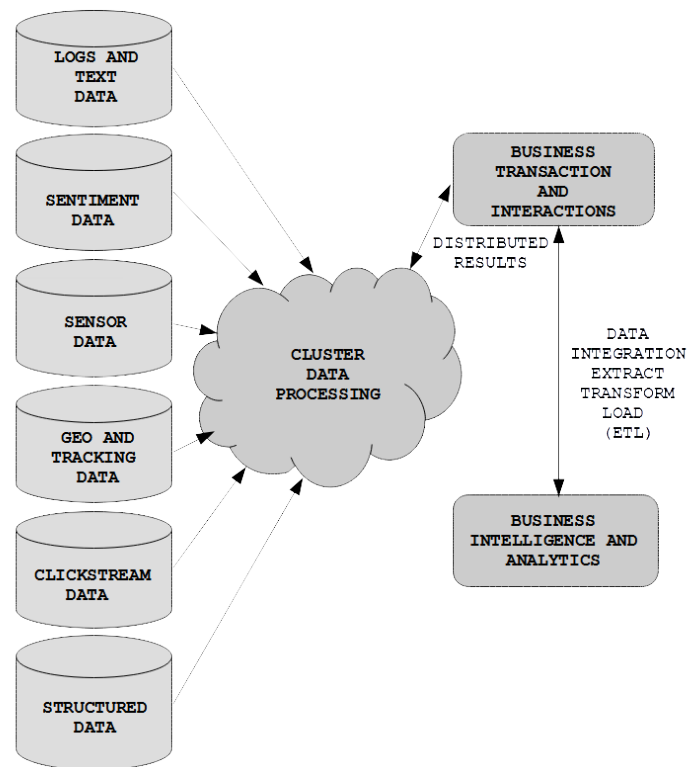 LOGS AND
TEXT
DATA
SENTIMENT
DATA
SENSOR
DATA
GEO AND
TRACKING
DATA
CLICKSTREAM
DATA
STRUCTURED
DATA
CLUSTER
DATA
PROCESSING
BUSINESS
TRANSACTION
AND
INTERACTIONS
DISTRIBUTED
RESULTS
DATA
INTEGRATION
EXTRACT
TRANSFORM
LOAD
(ETL)
BUSINESS
INTELLIGENCE AND
ANALYTICS